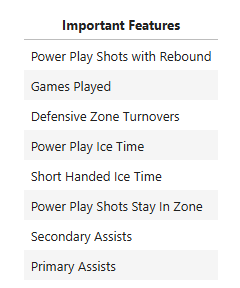 Important Features
Power Play Shots with Rebound
Games Played
Defensive Zone Turnovers
Power Play Ice Time
Short Handed Ice Time
Power Play Shots Stay In Zone
Secondary Assists
Primary Assists